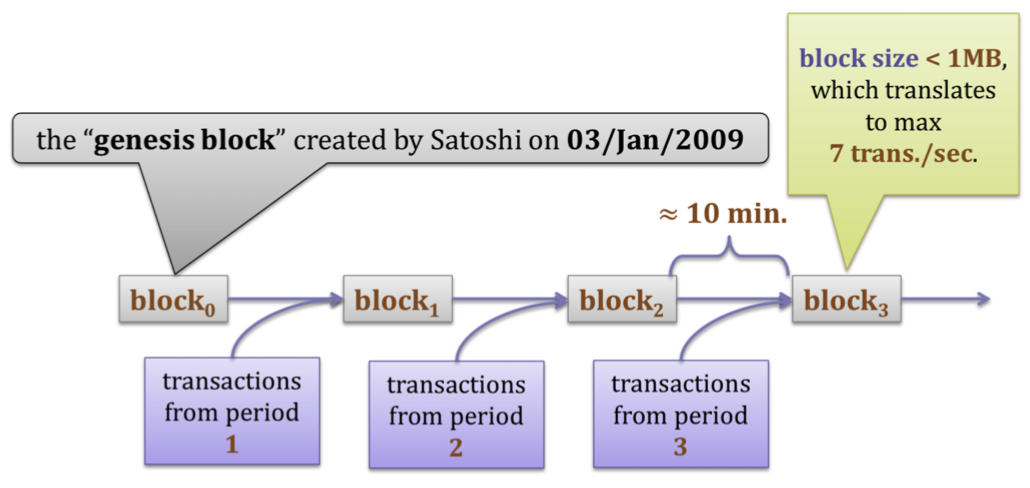 block size < 1MB,
which translates
to max
7 trans./sec.
the “genesis block” created by Satoshi on 03/Jan/2009
≈ 10 min.
block₀
block₁
block₂
block₃
transactions
from period
1
transactions
from period
2
transactions
from period
3